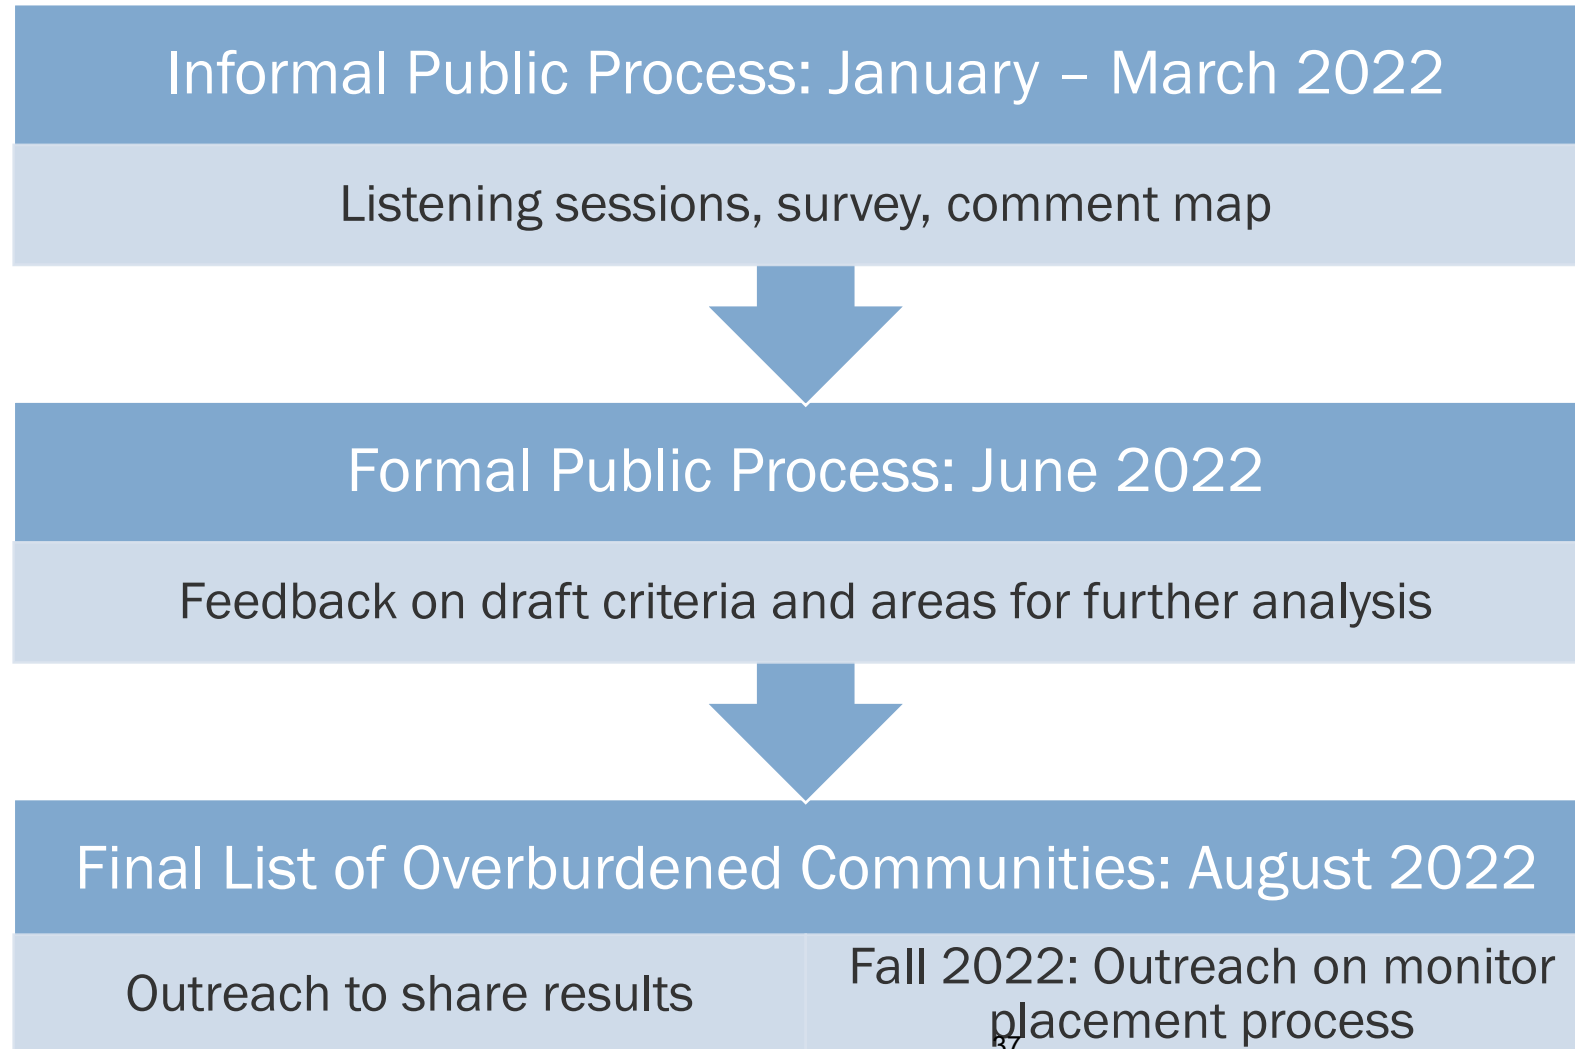 Informal Public Process: January – March 2022
Listening sessions, survey, comment map
Formal Public Process: June 2022
Feedback on draft criteria and areas for further analysis
Final List of Overburdened Communities: August 2022
Outreach to share results
Fall 2022: Outreach on monitor
placement process
37